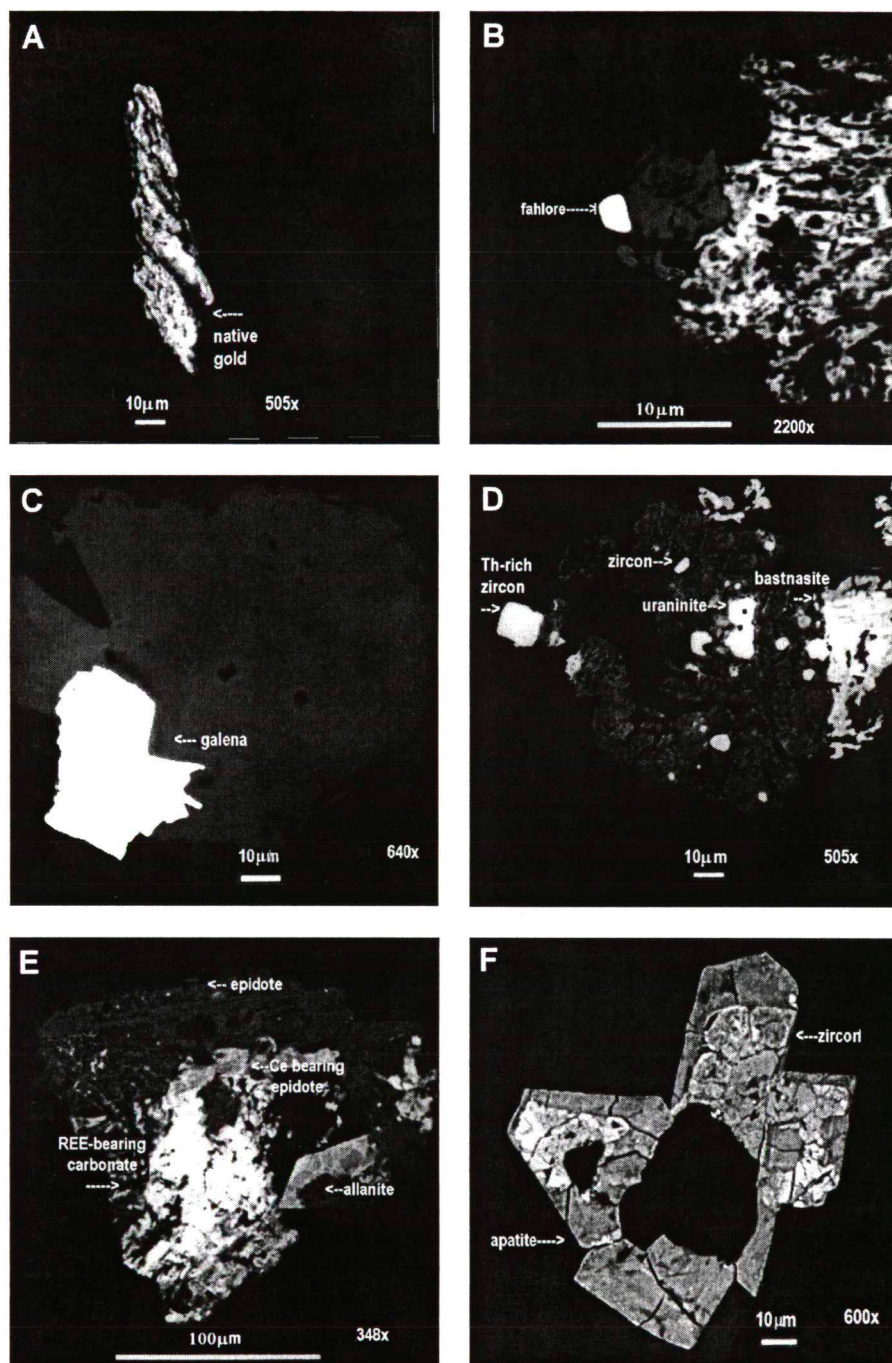 A
<----
native
gold
10µm
505x
B
fahlore---->
10µm
2200x
C
<--- galena
10µm
640x
D
zircon-->
Th-rich
zircon
-->
bastnasite
-->
uraninite-->
10µm
505x
E
<-- epidote
<--Ce bearing
epidote
REE-bearing
carbonate
---->
<--allanite
100µm
348x
F
<---zircon
apatite---->
10µm
600x